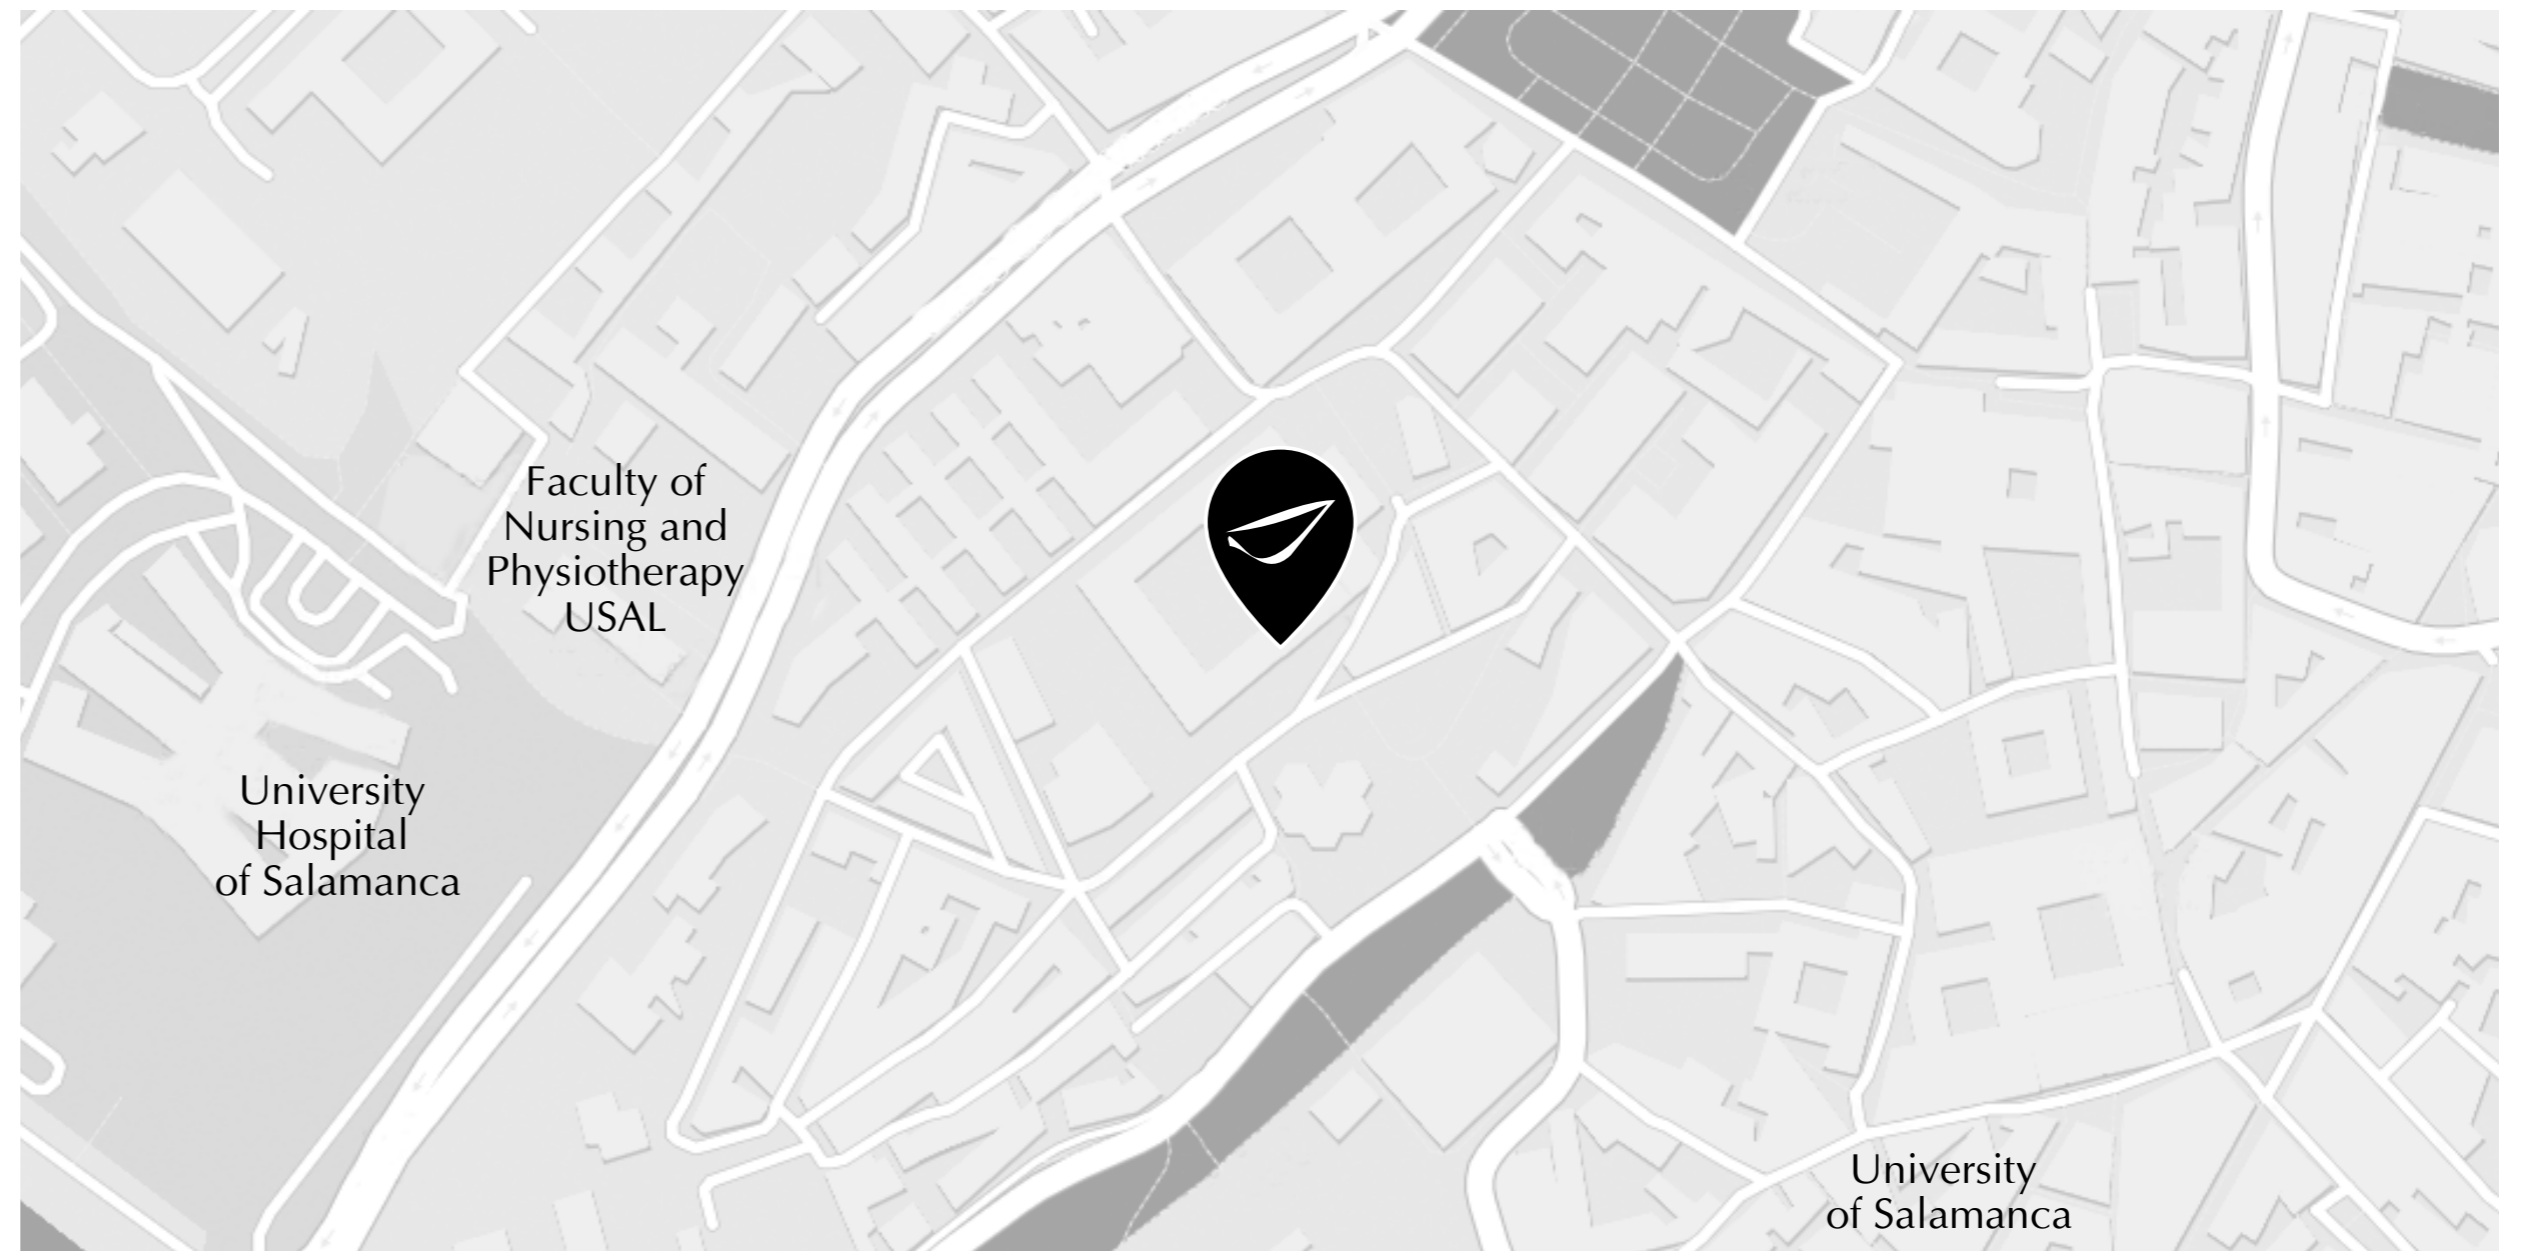 Faculty of
Nursing and
Physiotherapy
USAL
University
Hospital
of Salamanca
University
of Salamanca